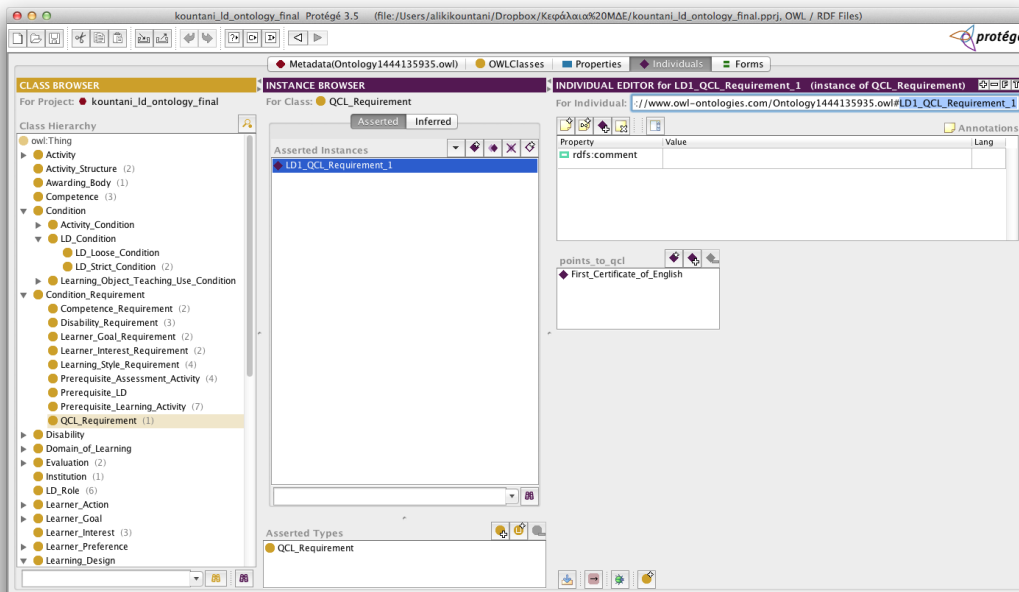 kountani_ld_ontology_final Protégé 3.5 (file:/Users/alikikountani/Dropbox/Κεφάλαια%20ΜΔΕ/kountani_ld_ontology_final.pprj, OWL / RDF Files)
protégé
Metadata(Ontology1444135935.owl) OWLClasses Properties Individuals Forms
CLASS BROWSER
For Project: kountani_ld_ontology_final
Class Hierarchy
owl:Thing
Activity
Activity_Structure (2)
Awarding_Body (1)
Competence (3)
Condition
Activity_Condition
LD_Condition
LD_Loose_Condition
LD_Strict_Condition (2)
Learning_Object_Teaching_Use_Condition
Condition_Requirement
Competence_Requirement (2)
Disability_Requirement (3)
Learner_Goal_Requirement (2)
Learner_Interest_Requirement (2)
Learning_Style_Requirement (4)
Prerequisite_Assessment_Activity (4)
Prerequisite_LD
Prerequisite_Learning_Activity (7)
QCL_Requirement (1)
Disability
Domain_of_Learning
Evaluation (2)
Institution (1)
LD_Role (6)
Learner_Action
Learner_Goal
Learner_Interest (3)
Learner_Preference
Learning_Design
INSTANCE BROWSER
For Class: QCL_Requirement
Asserted Inferred
Asserted Instances
LD1_QCL_Requirement_1
Asserted Types
QCL_Requirement
INDIVIDUAL EDITOR for LD1_QCL_Requirement_1 (instance of QCL_Requirement)
For Individual: ://www.owl-ontologies.com/Ontology1444135935.owl#LD1_QCL_Requirement_1
Annotations
Property Value Lang
rdfs:comment
points_to_qcl
First_Certificate_of_English